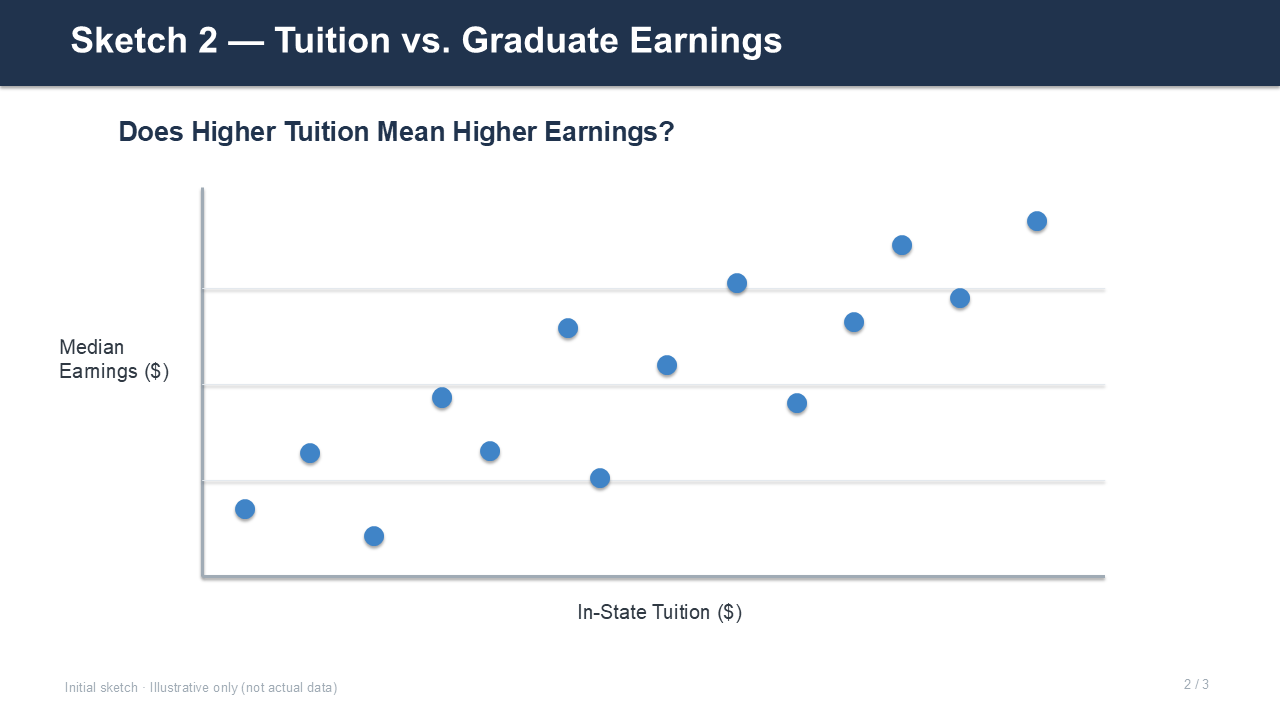 Sketch 2 — Tuition vs. Graduate Earnings
Does Higher Tuition Mean Higher Earnings?
Median
Earnings ($)
In-State Tuition ($)
Initial sketch · Illustrative only (not actual data)
2 / 3